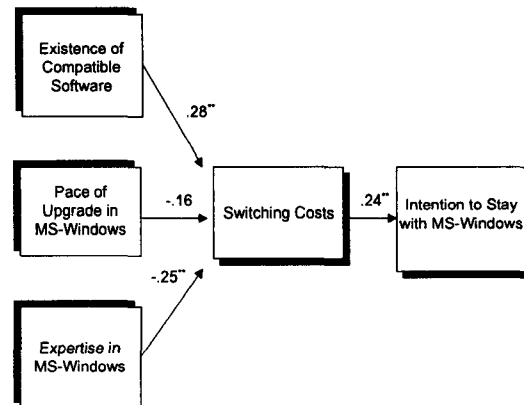 Existence of
Compatible
Software
.28**
Pace of
Upgrade in
MS-Windows
-.16
Switching Costs
.24**
Intention to Stay
with MS-Windows
-.25**
Expertise in
MS-Windows